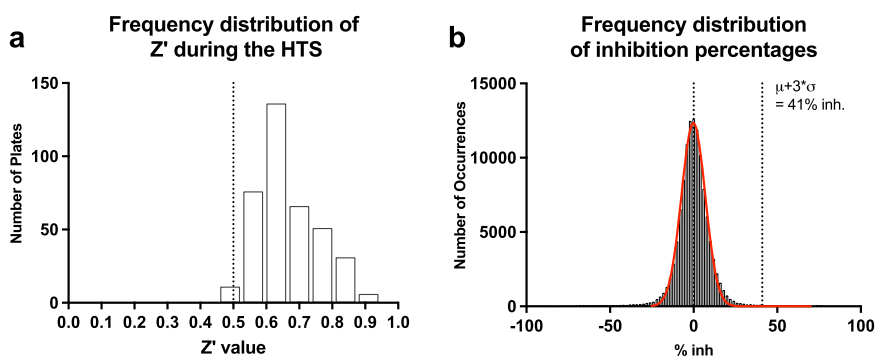 a
Frequency distribution of
Z' during the HTS
Number of Plates
150
100
50
0
0.0 0.1 0.2 0.3 0.4 0.5 0.6 0.7 0.8 0.9 1.0
Z' value
b
Frequency distribution
of inhibition percentages
μ+3*σ
= 41% inh.
Number of Occurrences
15000
10000
5000
0
-100 -50 0 50 100
% inh